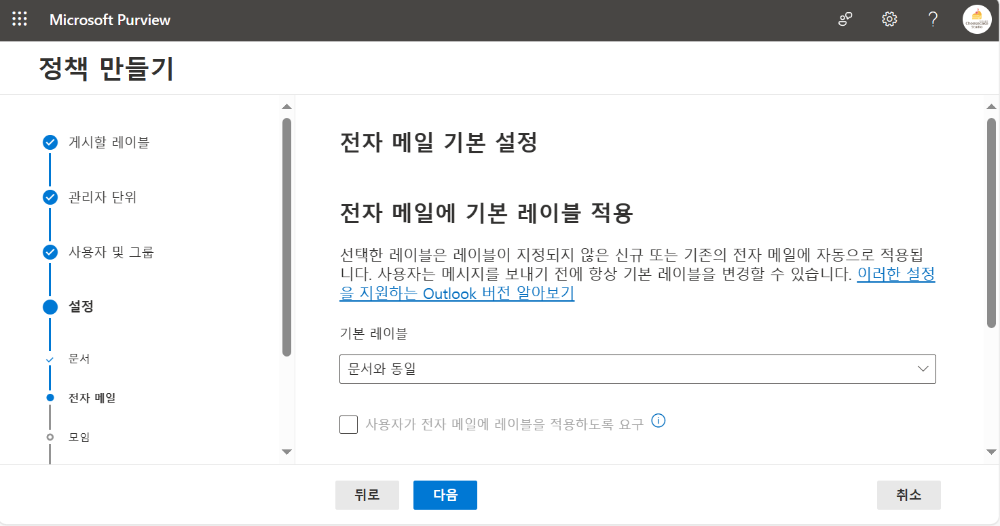 Microsoft Purview
Cheesecake
Studio
정책 만들기
게시할 레이블
관리자 단위
사용자 및 그룹
설정
문서
전자 메일
모임
전자 메일 기본 설정
전자 메일에 기본 레이블 적용
선택한 레이블은 레이블이 지정되지 않은 신규 또는 기존의 전자 메일에 자동으로 적용됩
니다. 사용자는 메시지를 보내기 전에 항상 기본 레이블을 변경할 수 있습니다. 이러한 설정
을 지원하는 Outlook 버전 알아보기
기본 레이블
문서와 동일
사용자가 전자 메일에 레이블을 적용하도록 요구
뒤로
다음
취소